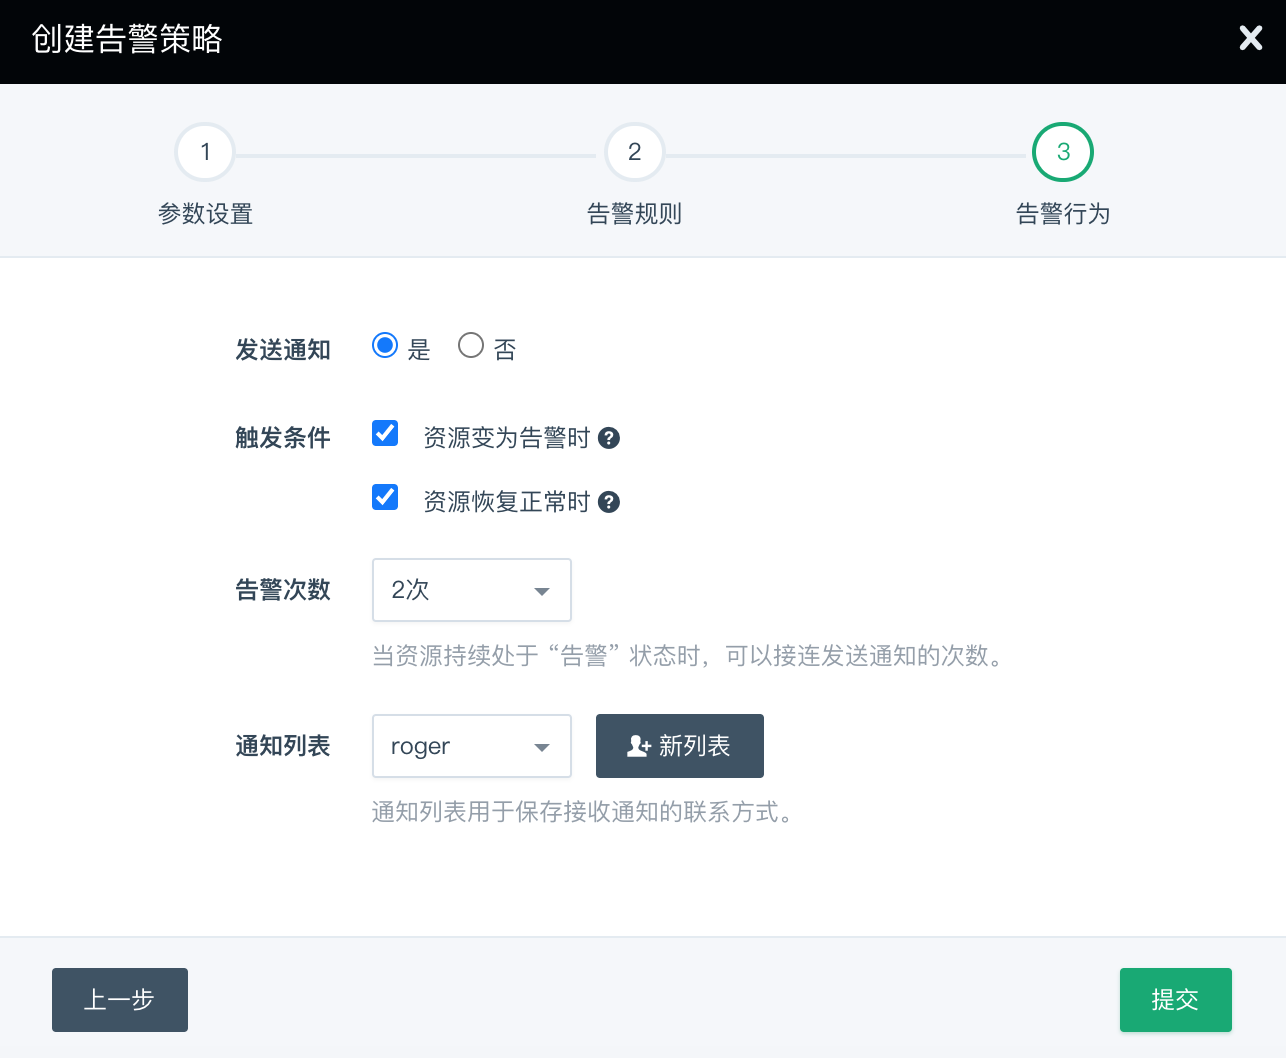 创建告警策略
1
2
3
参数设置
告警规则
告警行为
发送通知 是 否
触发条件 资源变为告警时 ?
资源恢复正常时 ?
告警次数 2次
当资源持续处于“告警”状态时，可以接连发送通知的次数。
通知列表 roger 新列表
通知列表用于保存接收通知的联系方式。
上一步 提交